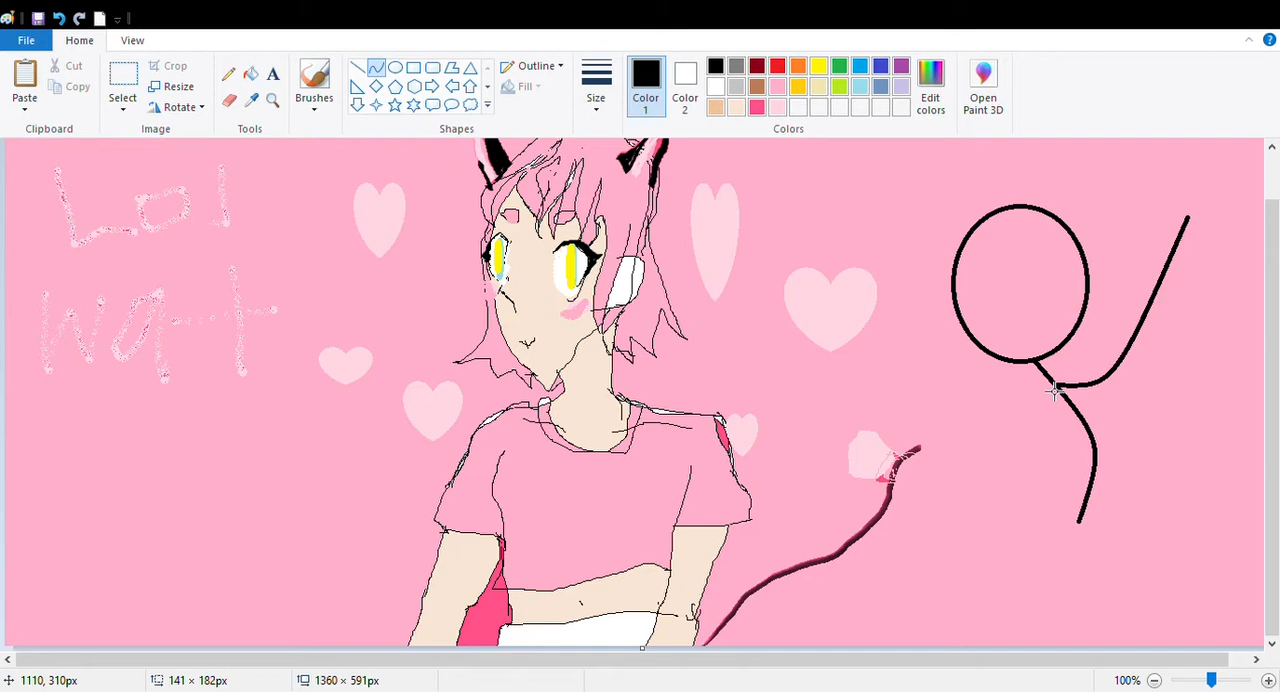 File Home View
Paste Cut Copy Select Crop Resize Rotate Brushes Outline Fill Size Color 1 Color 2 Edit colors Open Paint 3D
Clipboard Image Tools Shapes Colors
Lol
wat
1110, 310px 141 × 182px 1360 × 591px 100%